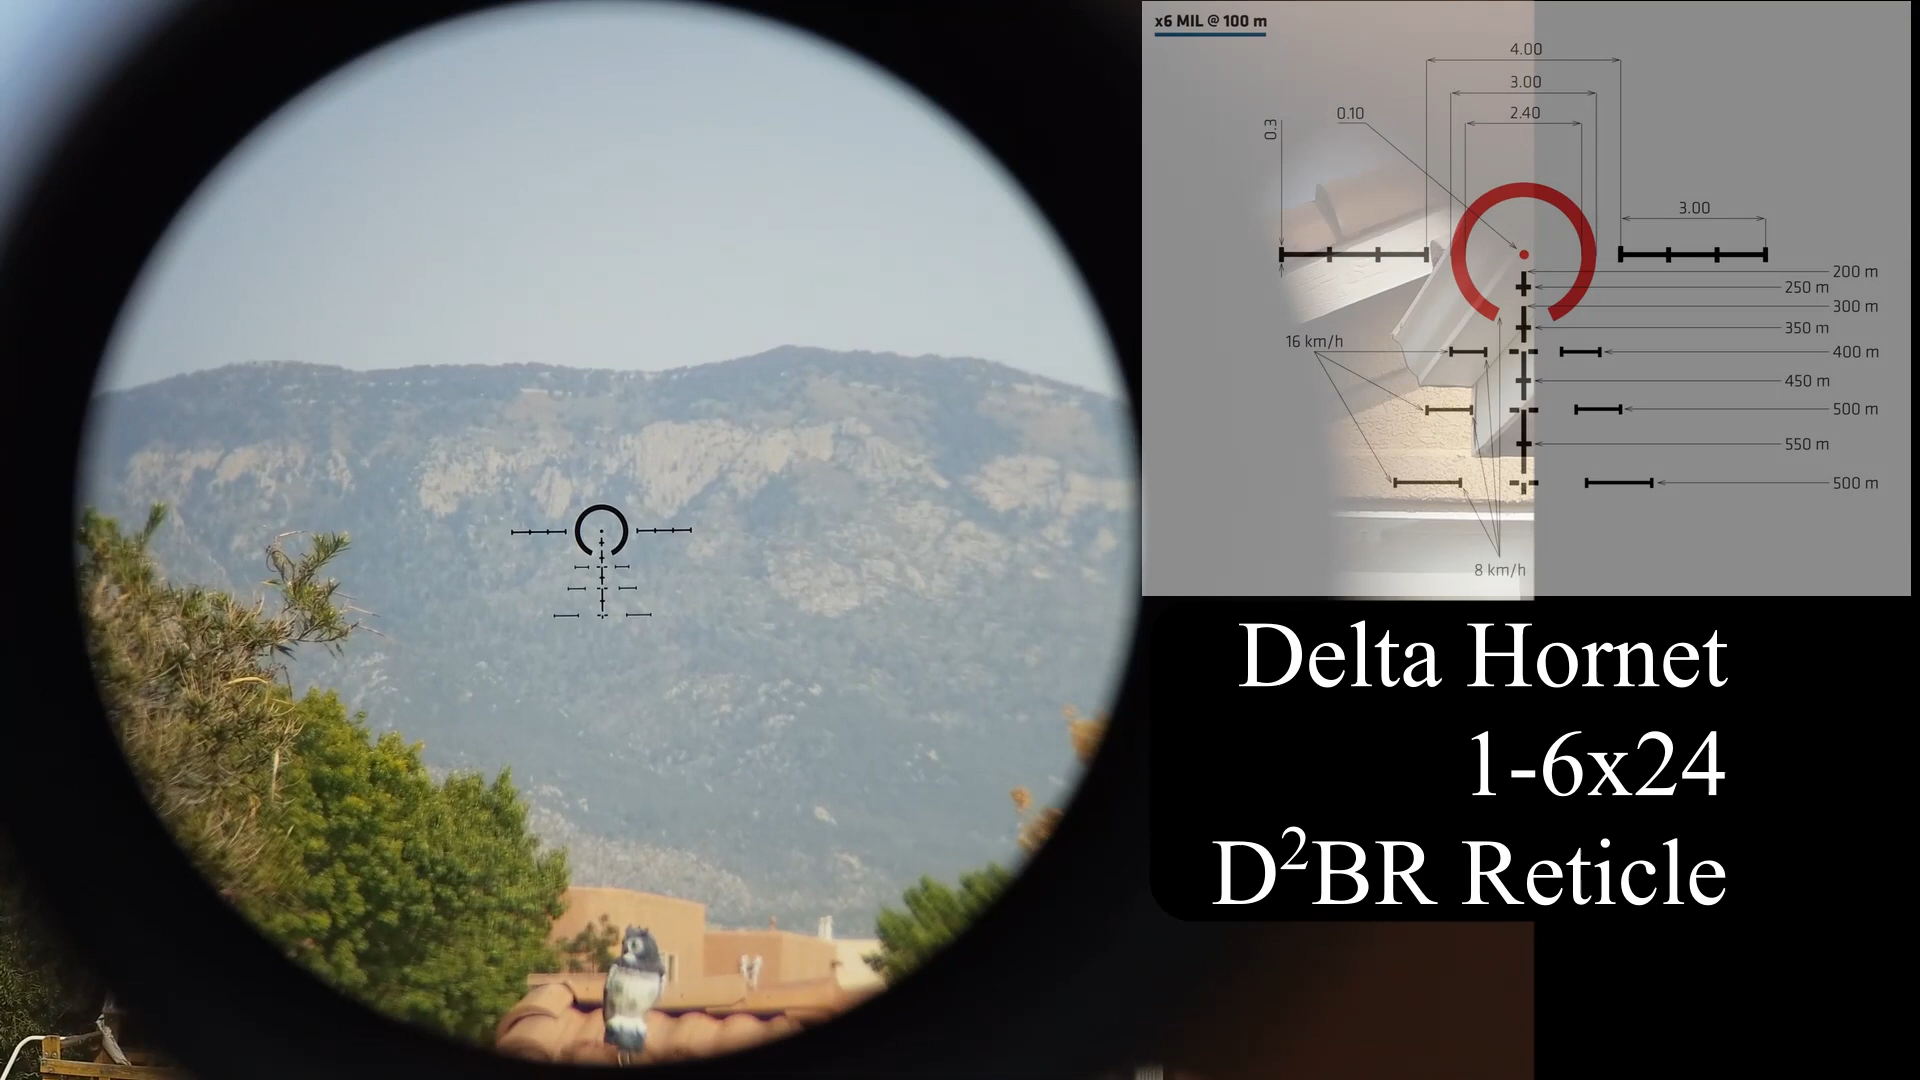 x6 MIL @ 100 m
4.00
3.00
2.40
0.10
0.3
3.00
200 m
250 m
300 m
350 m
16 km/h
400 m
450 m
500 m
550 m
500 m
8 km/h
Delta Hornet
1-6x24
D²BR Reticle